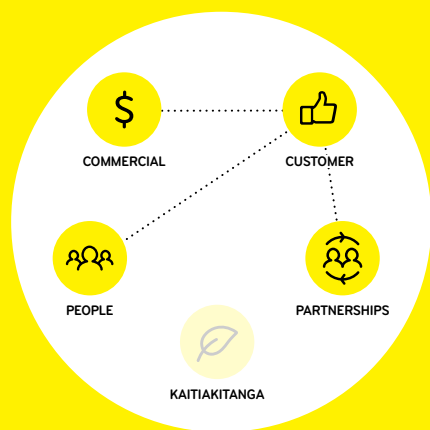 $
COMMERCIAL
CUSTOMER
PEOPLE
PARTNERSHIPS
KAITIAKITANGA